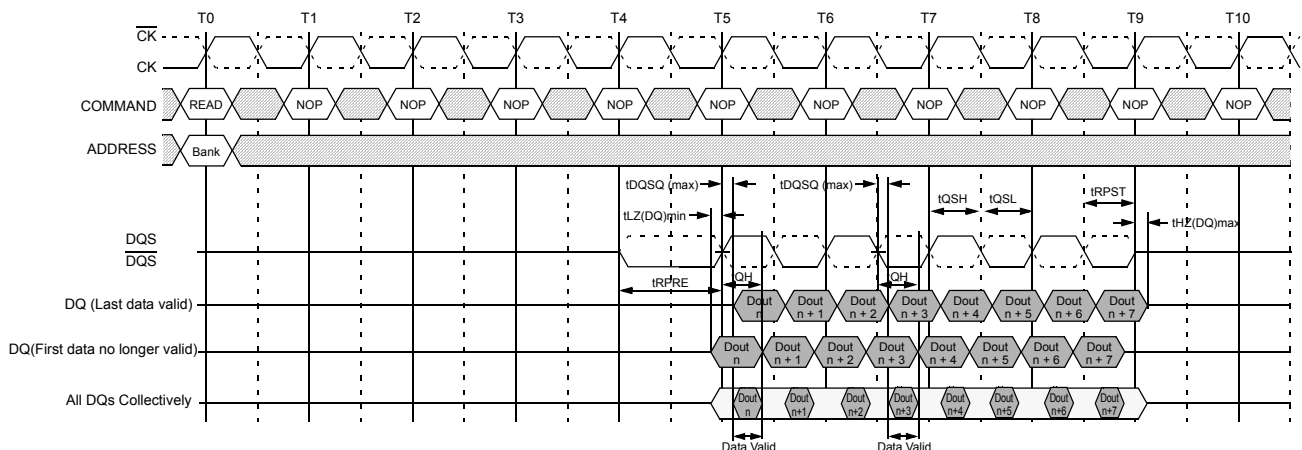 T0 T1 T2 T3 T4 T5 T6 T7 T8 T9 T10
CK
CK
COMMAND READ NOP NOP NOP NOP NOP NOP NOP NOP NOP NOP
ADDRESS Bank
tDQSQ (max) tDQSQ (max) tQSH tQSL tRPST
tLZ(DQ)min tHZ(DQ)max
DQS
DQS
tRPRE tQH tQH
DQ (Last data valid) Dout n Dout n + 1 Dout n + 2 Dout n + 3 Dout n + 4 Dout n + 5 Dout n + 6 Dout n + 7
DQ(First data no longer valid) Dout n Dout n + 1 Dout n + 2 Dout n + 3 Dout n + 4 Dout n + 5 Dout n + 6 Dout n + 7
All DQs Collectively Dout n Dout n+1 Dout n+2 Dout n+3 Dout n+4 Dout n+5 Dout n+6 Dout n+7
Data Valid Data Valid